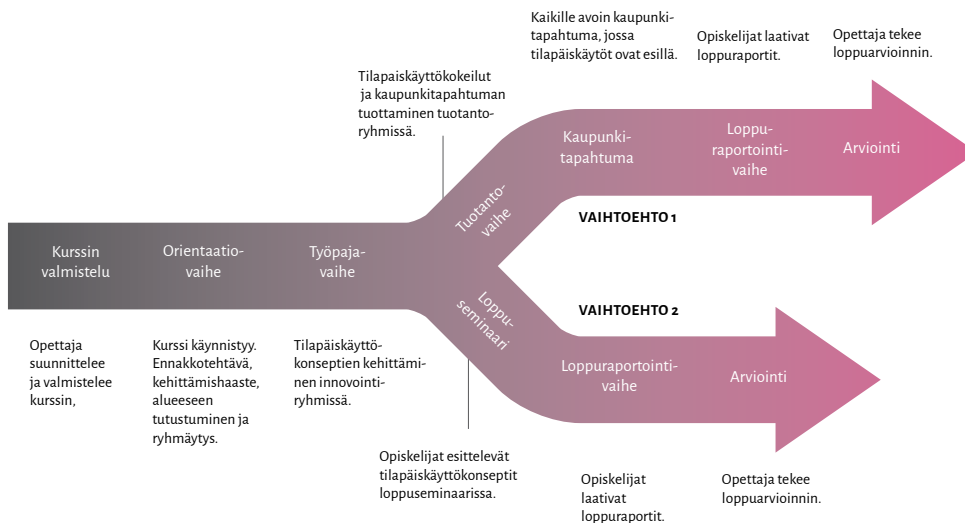 Kaikille avoin kaupunki-
tapahtuma, jossa
tilapäiskäytöt ovat esillä.
Opiskelijat laativat
loppuraportit.
Opettaja tekee
loppuarvioinnin.
Tilapaiskäyttökokeilut
ja kaupunkitapahtuman
tuottaminen tuotanto-
ryhmissä.
Kaupunki-
tapahtuma
Loppu-
raportointi-
vaihe
Arviointi
Tuotanto-
vaihe
VAIHTOEHTO 1
Kurssin
valmistelu
Orientaatio-
vaihe
Työpaja-
vaihe
Loppu-
seminaari
VAIHTOEHTO 2
Loppuraportointi-
vaihe
Arviointi
Opettaja
suunnittelee
ja valmistelee
kurssin,
Kurssi käynnistyy.
Ennakkotehtävä,
kehittämishaaste,
alueeseen
tutustuminen ja
ryhmäytys.
Tilapäiskäyttö-
konseptien kehittämi-
nen innovointi-
ryhmissä.
Opiskelijat esittelevät
tilapäiskäyttökonseptit
loppuseminaarissa.
Opiskelijat
laativat
loppuraportit.
Opettaja tekee
loppuarvioinnin.